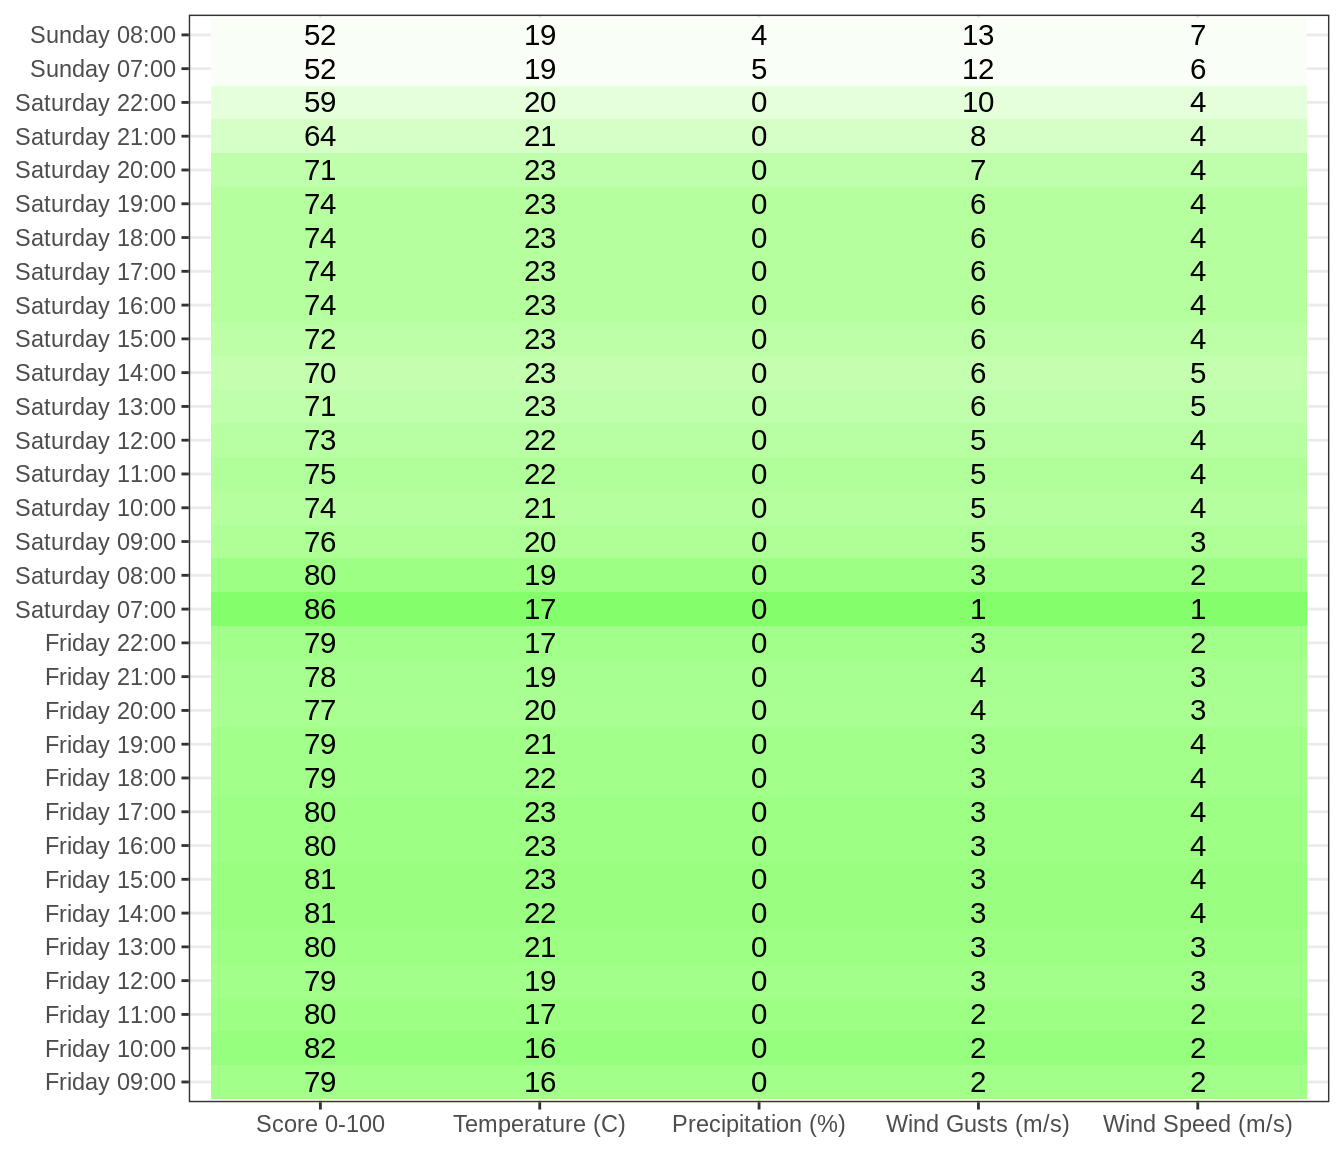 Sunday 08:00 52 19 4 13 7
Sunday 07:00 52 19 5 12 6
Saturday 22:00 59 20 0 10 4
Saturday 21:00 64 21 0 8 4
Saturday 20:00 71 23 0 7 4
Saturday 19:00 74 23 0 6 4
Saturday 18:00 74 23 0 6 4
Saturday 17:00 74 23 0 6 4
Saturday 16:00 74 23 0 6 4
Saturday 15:00 72 23 0 6 4
Saturday 14:00 70 23 0 6 5
Saturday 13:00 71 23 0 6 5
Saturday 12:00 73 22 0 5 4
Saturday 11:00 75 22 0 5 4
Saturday 10:00 74 21 0 5 4
Saturday 09:00 76 20 0 5 3
Saturday 08:00 80 19 0 3 2
Saturday 07:00 86 17 0 1 1
Friday 22:00 79 17 0 3 2
Friday 21:00 78 19 0 4 3
Friday 20:00 77 20 0 4 3
Friday 19:00 79 21 0 3 4
Friday 18:00 79 22 0 3 4
Friday 17:00 80 23 0 3 4
Friday 16:00 80 23 0 3 4
Friday 15:00 81 23 0 3 4
Friday 14:00 81 22 0 3 4
Friday 13:00 80 21 0 3 3
Friday 12:00 79 19 0 3 3
Friday 11:00 80 17 0 2 2
Friday 10:00 82 16 0 2 2
Friday 09:00 79 16 0 2 2
Score 0-100 Temperature (C) Precipitation (%) Wind Gusts (m/s) Wind Speed (m/s)